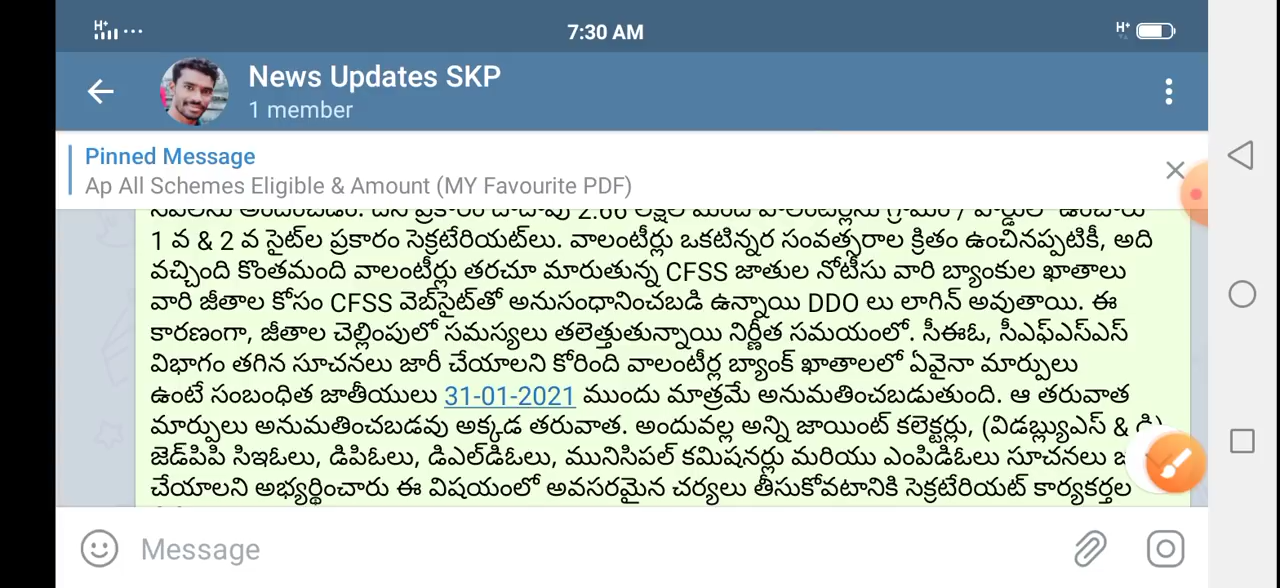 H+
7:30 AM
H+
News Updates SKP
1 member
Pinned Message
Ap All Schemes Eligible & Amount (MY Favourite PDF)
1 వ & 2 వ సైట్‌ల ప్రకారం సెక్రటేరియట్‌లు. వాలంటీర్లు ఒకటిన్నర సంవత్సరాల క్రితం ఉంచినప్పటికీ, అది
వచ్చింది కొంతమంది వాలంటీర్లు తరచూ మారుతున్న CFSS జాతుల నోటీసు వారి బ్యాంకుల ఖాతాలు
వారి జీతాల కోసం CFSS వెబ్‌సైట్‌తో అనుసంధానించబడి ఉన్నాయి DDO లు లాగిన్ అవుతాయి. ఈ
కారణంగా, జీతాల చెల్లింపులో సమస్యలు తలెత్తుతున్నాయి నిర్ణీత సమయంలో. సీఈఓ, సీఎఫ్‌ఎస్‌ఎస్
విభాగం తగిన సూచనలు జారీ చేయాలని కోరింది వాలంటీర్ల బ్యాంక్ ఖాతాలలో ఏవైనా మార్పులు
ఉంటే సంబంధిత జాతీయులు 31-01-2021 ముందు మాత్రమే అనుమతించబడుతుంది. ఆ తరువాత
మార్పులు అనుమతించబడవు అక్కడ తరువాత. అందువల్ల అన్ని జాయింట్ కలెక్టర్లు, (విడబ్ల్యుఎస్ & డి)
జెడ్‌పిపి సిఇఓలు, డిపిఓలు, డిఎల్‌డిఓలు, మునిసిపల్ కమిషనర్లు మరియు ఎంపిడిఓలు సూచనలు
చేయాలని అభ్యర్థించారు ఈ విషయంలో అవసరమైన చర్యలు తీసుకోవటానికి సెక్రటేరియట్ కార్యకర్తల
Message